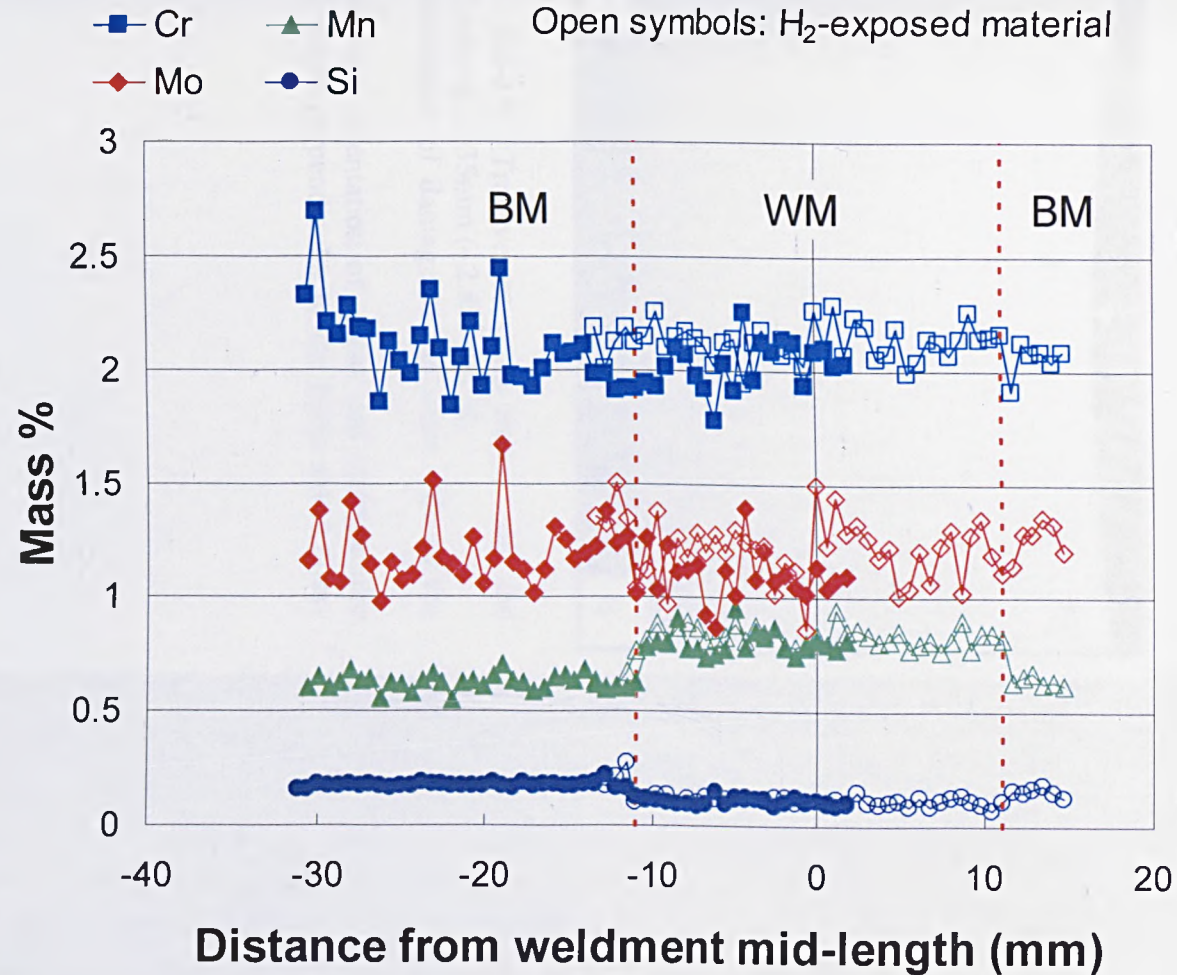 Cr
Mn
Open symbols: H₂-exposed material
Mo
Si
3
2.5
2
1.5
1
0.5
0
BM
WM
BM
Mass %
-40
-30
-20
-10
0
10
20
Distance from weldment mid-length (mm)